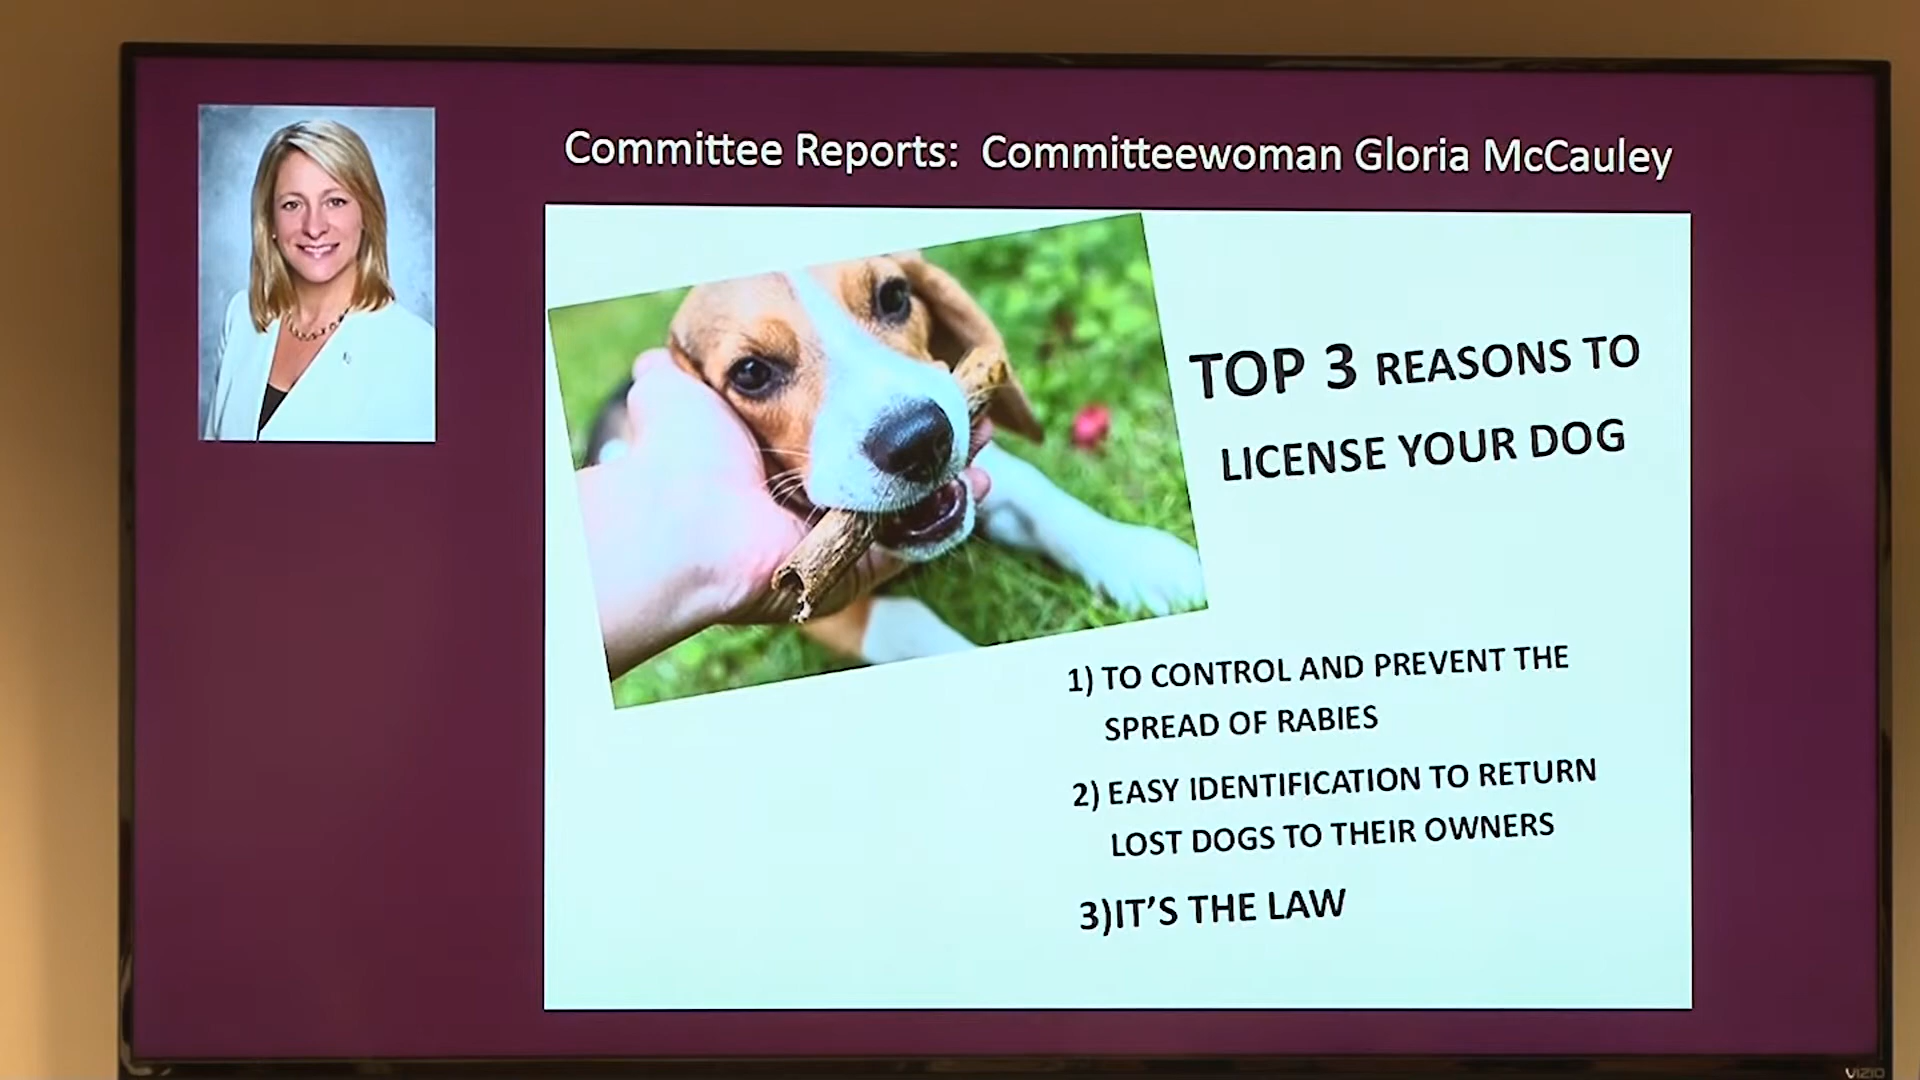 Committee Reports:  Committeewoman Gloria McCauley
TOP 3 REASONS TO
LICENSE YOUR DOG
1) TO CONTROL AND PREVENT THE
SPREAD OF RABIES
2) EASY IDENTIFICATION TO RETURN
LOST DOGS TO THEIR OWNERS
3)IT’S THE LAW
VIZIO